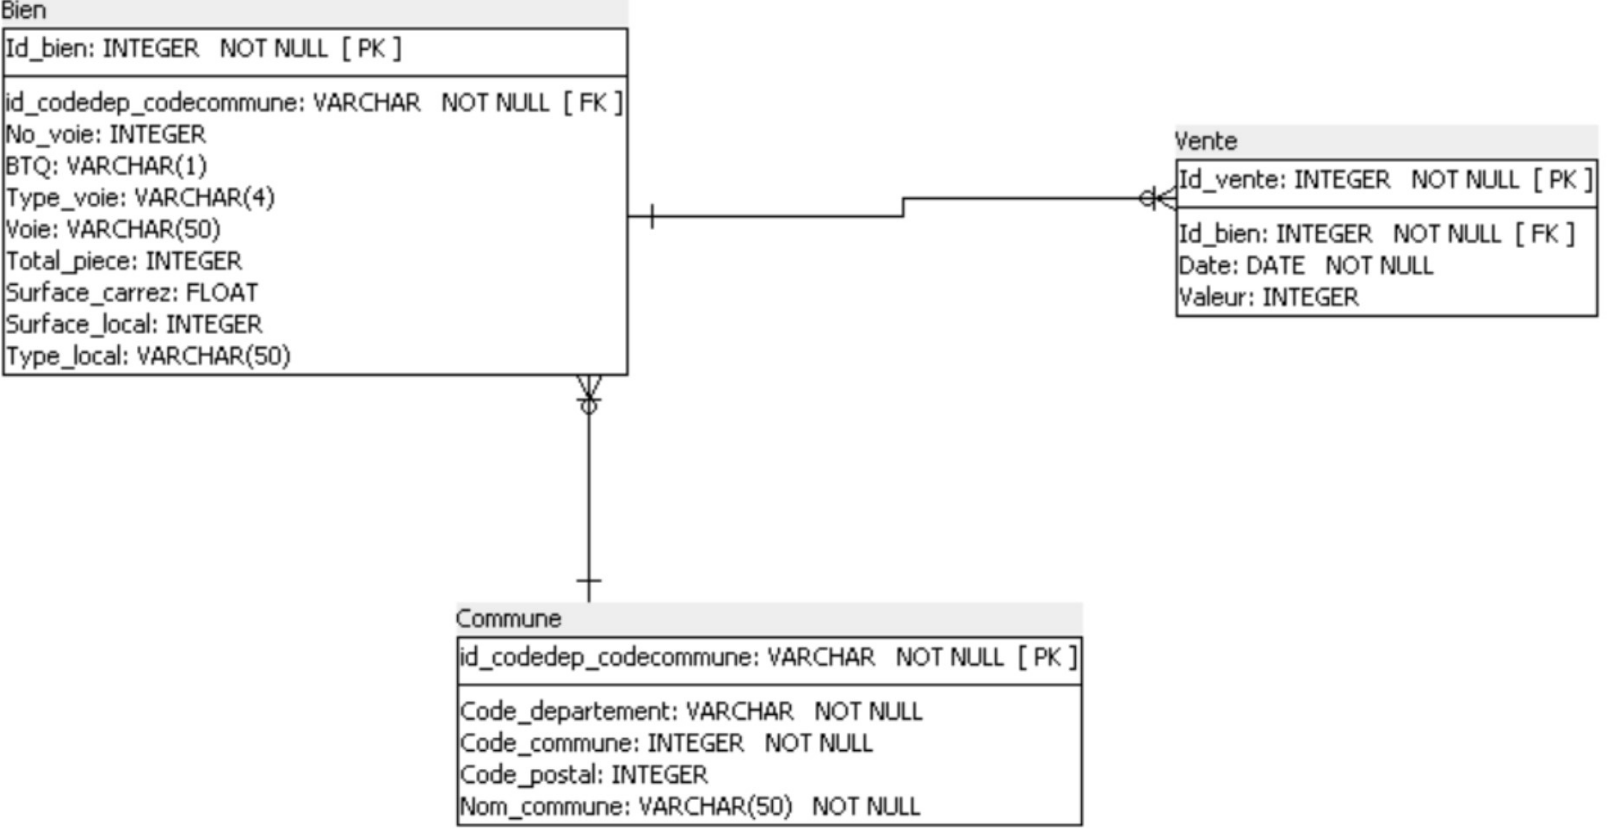 Bien
Id_bien: INTEGER NOT NULL [ PK ]
id_codedep_codecommune: VARCHAR NOT NULL [ FK ]
No_voie: INTEGER
BTQ: VARCHAR(1)
Type_voie: VARCHAR(4)
Voie: VARCHAR(50)
Total_piece: INTEGER
Surface_carrez: FLOAT
Surface_local: INTEGER
Type_local: VARCHAR(50)
Vente
Id_vente: INTEGER NOT NULL [ PK ]
Id_bien: INTEGER NOT NULL [ FK ]
Date: DATE NOT NULL
Valeur: INTEGER
Commune
id_codedep_codecommune: VARCHAR NOT NULL [ PK ]
Code_departement: VARCHAR NOT NULL
Code_commune: INTEGER NOT NULL
Code_postal: INTEGER
Nom_commune: VARCHAR(50) NOT NULL